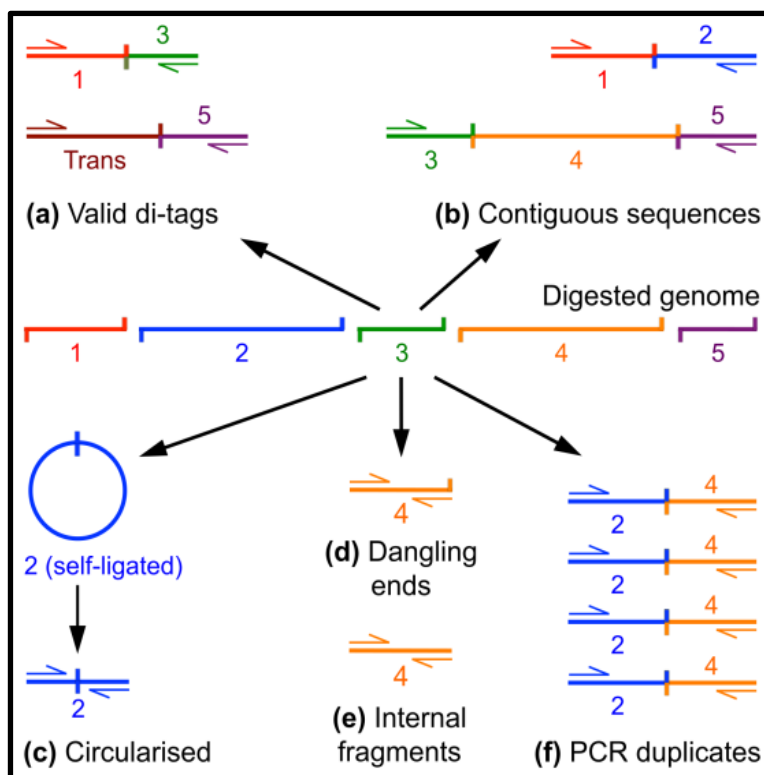 3
1
2
1
5
Trans
5
3
4
(a) Valid di-tags
(b) Contiguous sequences
Digested genome
1
2
3
4
5
2 (self-ligated)
2
(c) Circularised
4
(d) Dangling
ends
4
(e) Internal
fragments
4
2
4
2
4
2
4
2
(f) PCR duplicates